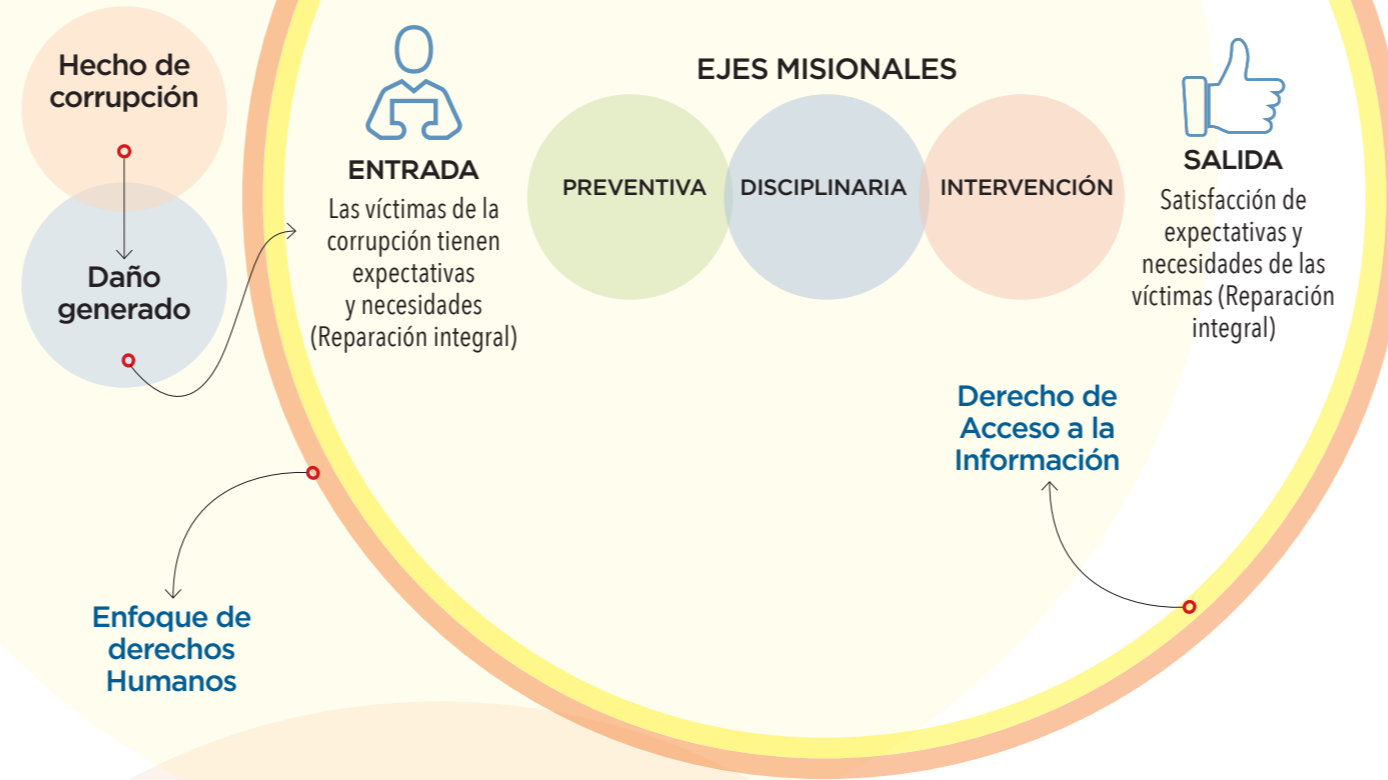 Hecho de
corrupción
Daño
generado
ENTRADA
Las víctimas de la
corrupción tienen
expectativas
y necesidades
(Reparación integral)
EJES MISIONALES
PREVENTIVA
DISCIPLINARIA
INTERVENCIÓN
SALIDA
Satisfacción de
expectativas y
necesidades de las
víctimas (Reparación
integral)
Derecho de
Acceso a la
Información
Enfoque de
derechos
Humanos